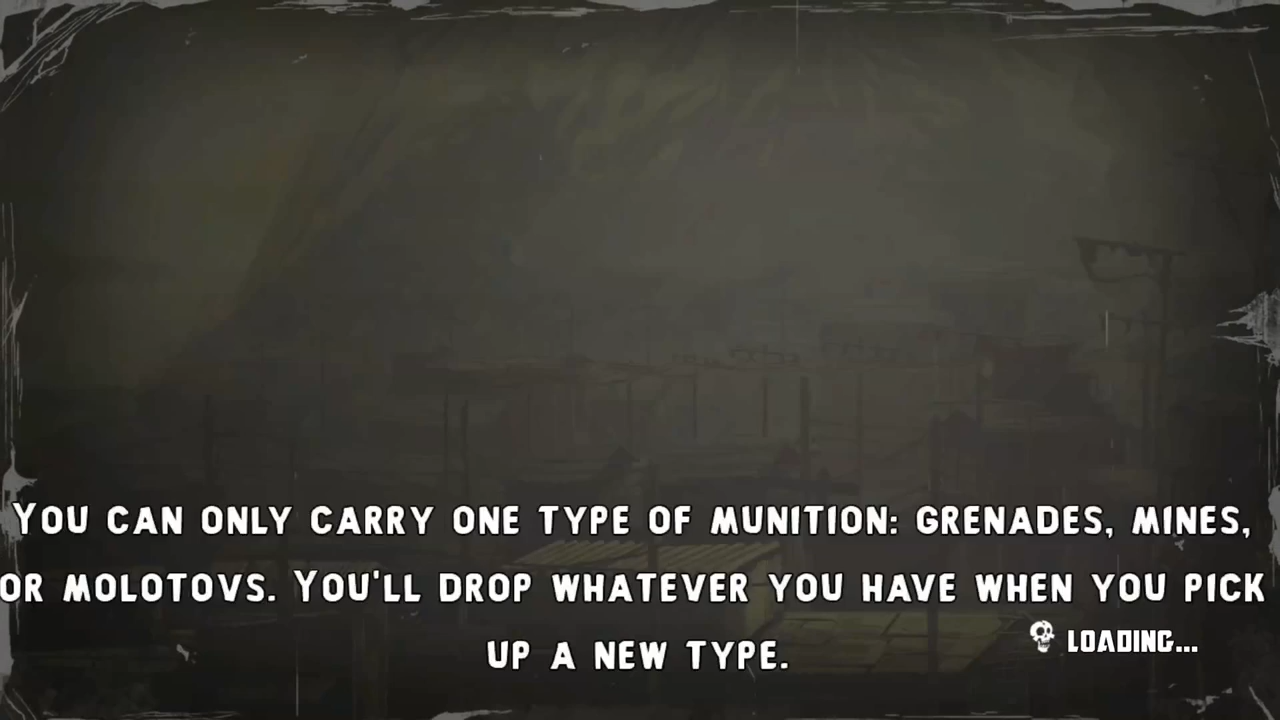 You can only carry one type of munition: grenades, mines,
or molotovs. You'll drop whatever you have when you pick
up a new type.
LOADING...